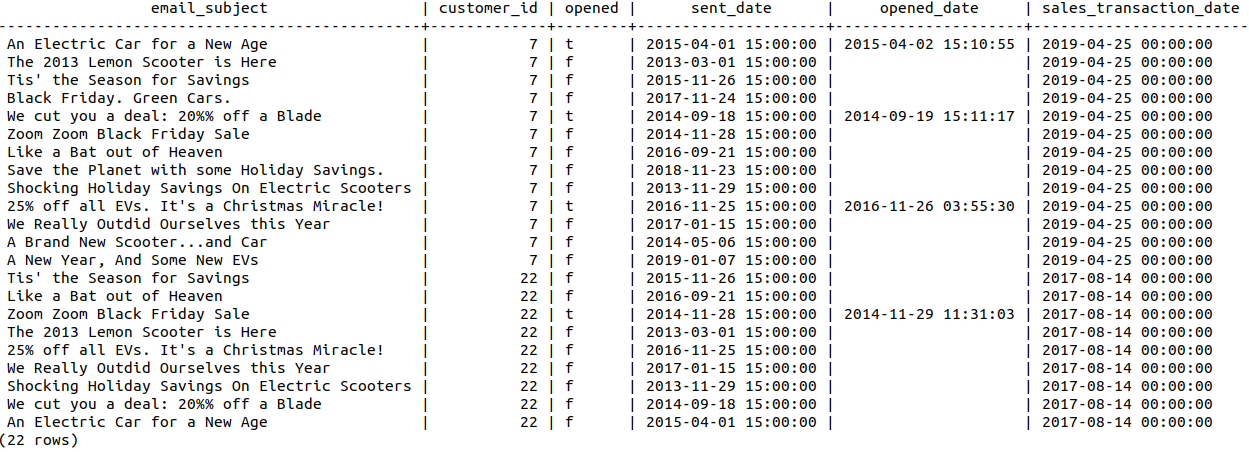 email_subject | customer_id | opened | sent_date | opened_date | sales_transaction_date
----------------------------------------------+-------------+--------+---------------------+---------------------+------------------------
An Electric Car for a New Age | 7 | t | 2015-04-01 15:00:00 | 2015-04-02 15:10:55 | 2019-04-25 00:00:00
The 2013 Lemon Scooter is Here | 7 | f | 2013-03-01 15:00:00 | | 2019-04-25 00:00:00
Tis' the Season for Savings | 7 | f | 2015-11-26 15:00:00 | | 2019-04-25 00:00:00
Black Friday. Green Cars. | 7 | f | 2017-11-24 15:00:00 | | 2019-04-25 00:00:00
We cut you a deal: 20%% off a Blade | 7 | t | 2014-09-18 15:00:00 | 2014-09-19 15:11:17 | 2019-04-25 00:00:00
Zoom Zoom Black Friday Sale | 7 | f | 2014-11-28 15:00:00 | | 2019-04-25 00:00:00
Like a Bat out of Heaven | 7 | f | 2016-09-21 15:00:00 | | 2019-04-25 00:00:00
Save the Planet with some Holiday Savings. | 7 | f | 2018-11-23 15:00:00 | | 2019-04-25 00:00:00
Shocking Holiday Savings On Electric Scooters | 7 | f | 2013-11-29 15:00:00 | | 2019-04-25 00:00:00
25% off all EVs. It's a Christmas Miracle! | 7 | t | 2016-11-25 15:00:00 | 2016-11-26 03:55:30 | 2019-04-25 00:00:00
We Really Outdid Ourselves this Year | 7 | f | 2017-01-15 15:00:00 | | 2019-04-25 00:00:00
A Brand New Scooter...and Car | 7 | f | 2014-05-06 15:00:00 | | 2019-04-25 00:00:00
A New Year, And Some New EVs | 7 | f | 2019-01-07 15:00:00 | | 2019-04-25 00:00:00
Tis' the Season for Savings | 22 | f | 2015-11-26 15:00:00 | | 2017-08-14 00:00:00
Like a Bat out of Heaven | 22 | f | 2016-09-21 15:00:00 | | 2017-08-14 00:00:00
Zoom Zoom Black Friday Sale | 22 | t | 2014-11-28 15:00:00 | 2014-11-29 11:31:03 | 2017-08-14 00:00:00
The 2013 Lemon Scooter is Here | 22 | f | 2013-03-01 15:00:00 | | 2017-08-14 00:00:00
25% off all EVs. It's a Christmas Miracle! | 22 | f | 2016-11-25 15:00:00 | | 2017-08-14 00:00:00
We Really Outdid Ourselves this Year | 22 | f | 2017-01-15 15:00:00 | | 2017-08-14 00:00:00
Shocking Holiday Savings On Electric Scooters | 22 | f | 2013-11-29 15:00:00 | | 2017-08-14 00:00:00
We cut you a deal: 20%% off a Blade | 22 | f | 2014-09-18 15:00:00 | | 2017-08-14 00:00:00
An Electric Car for a New Age | 22 | f | 2015-04-01 15:00:00 | | 2017-08-14 00:00:00
(22 rows)